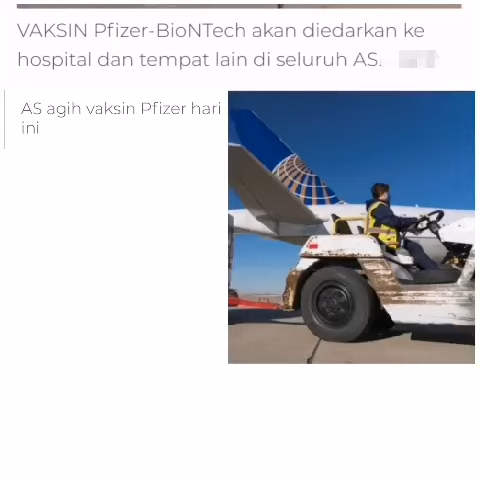 VAKSIN Pfizer-BioNTech akan diedarkan ke
hospital dan tempat lain di seluruh AS.
AS agih vaksin Pfizer hari
ini